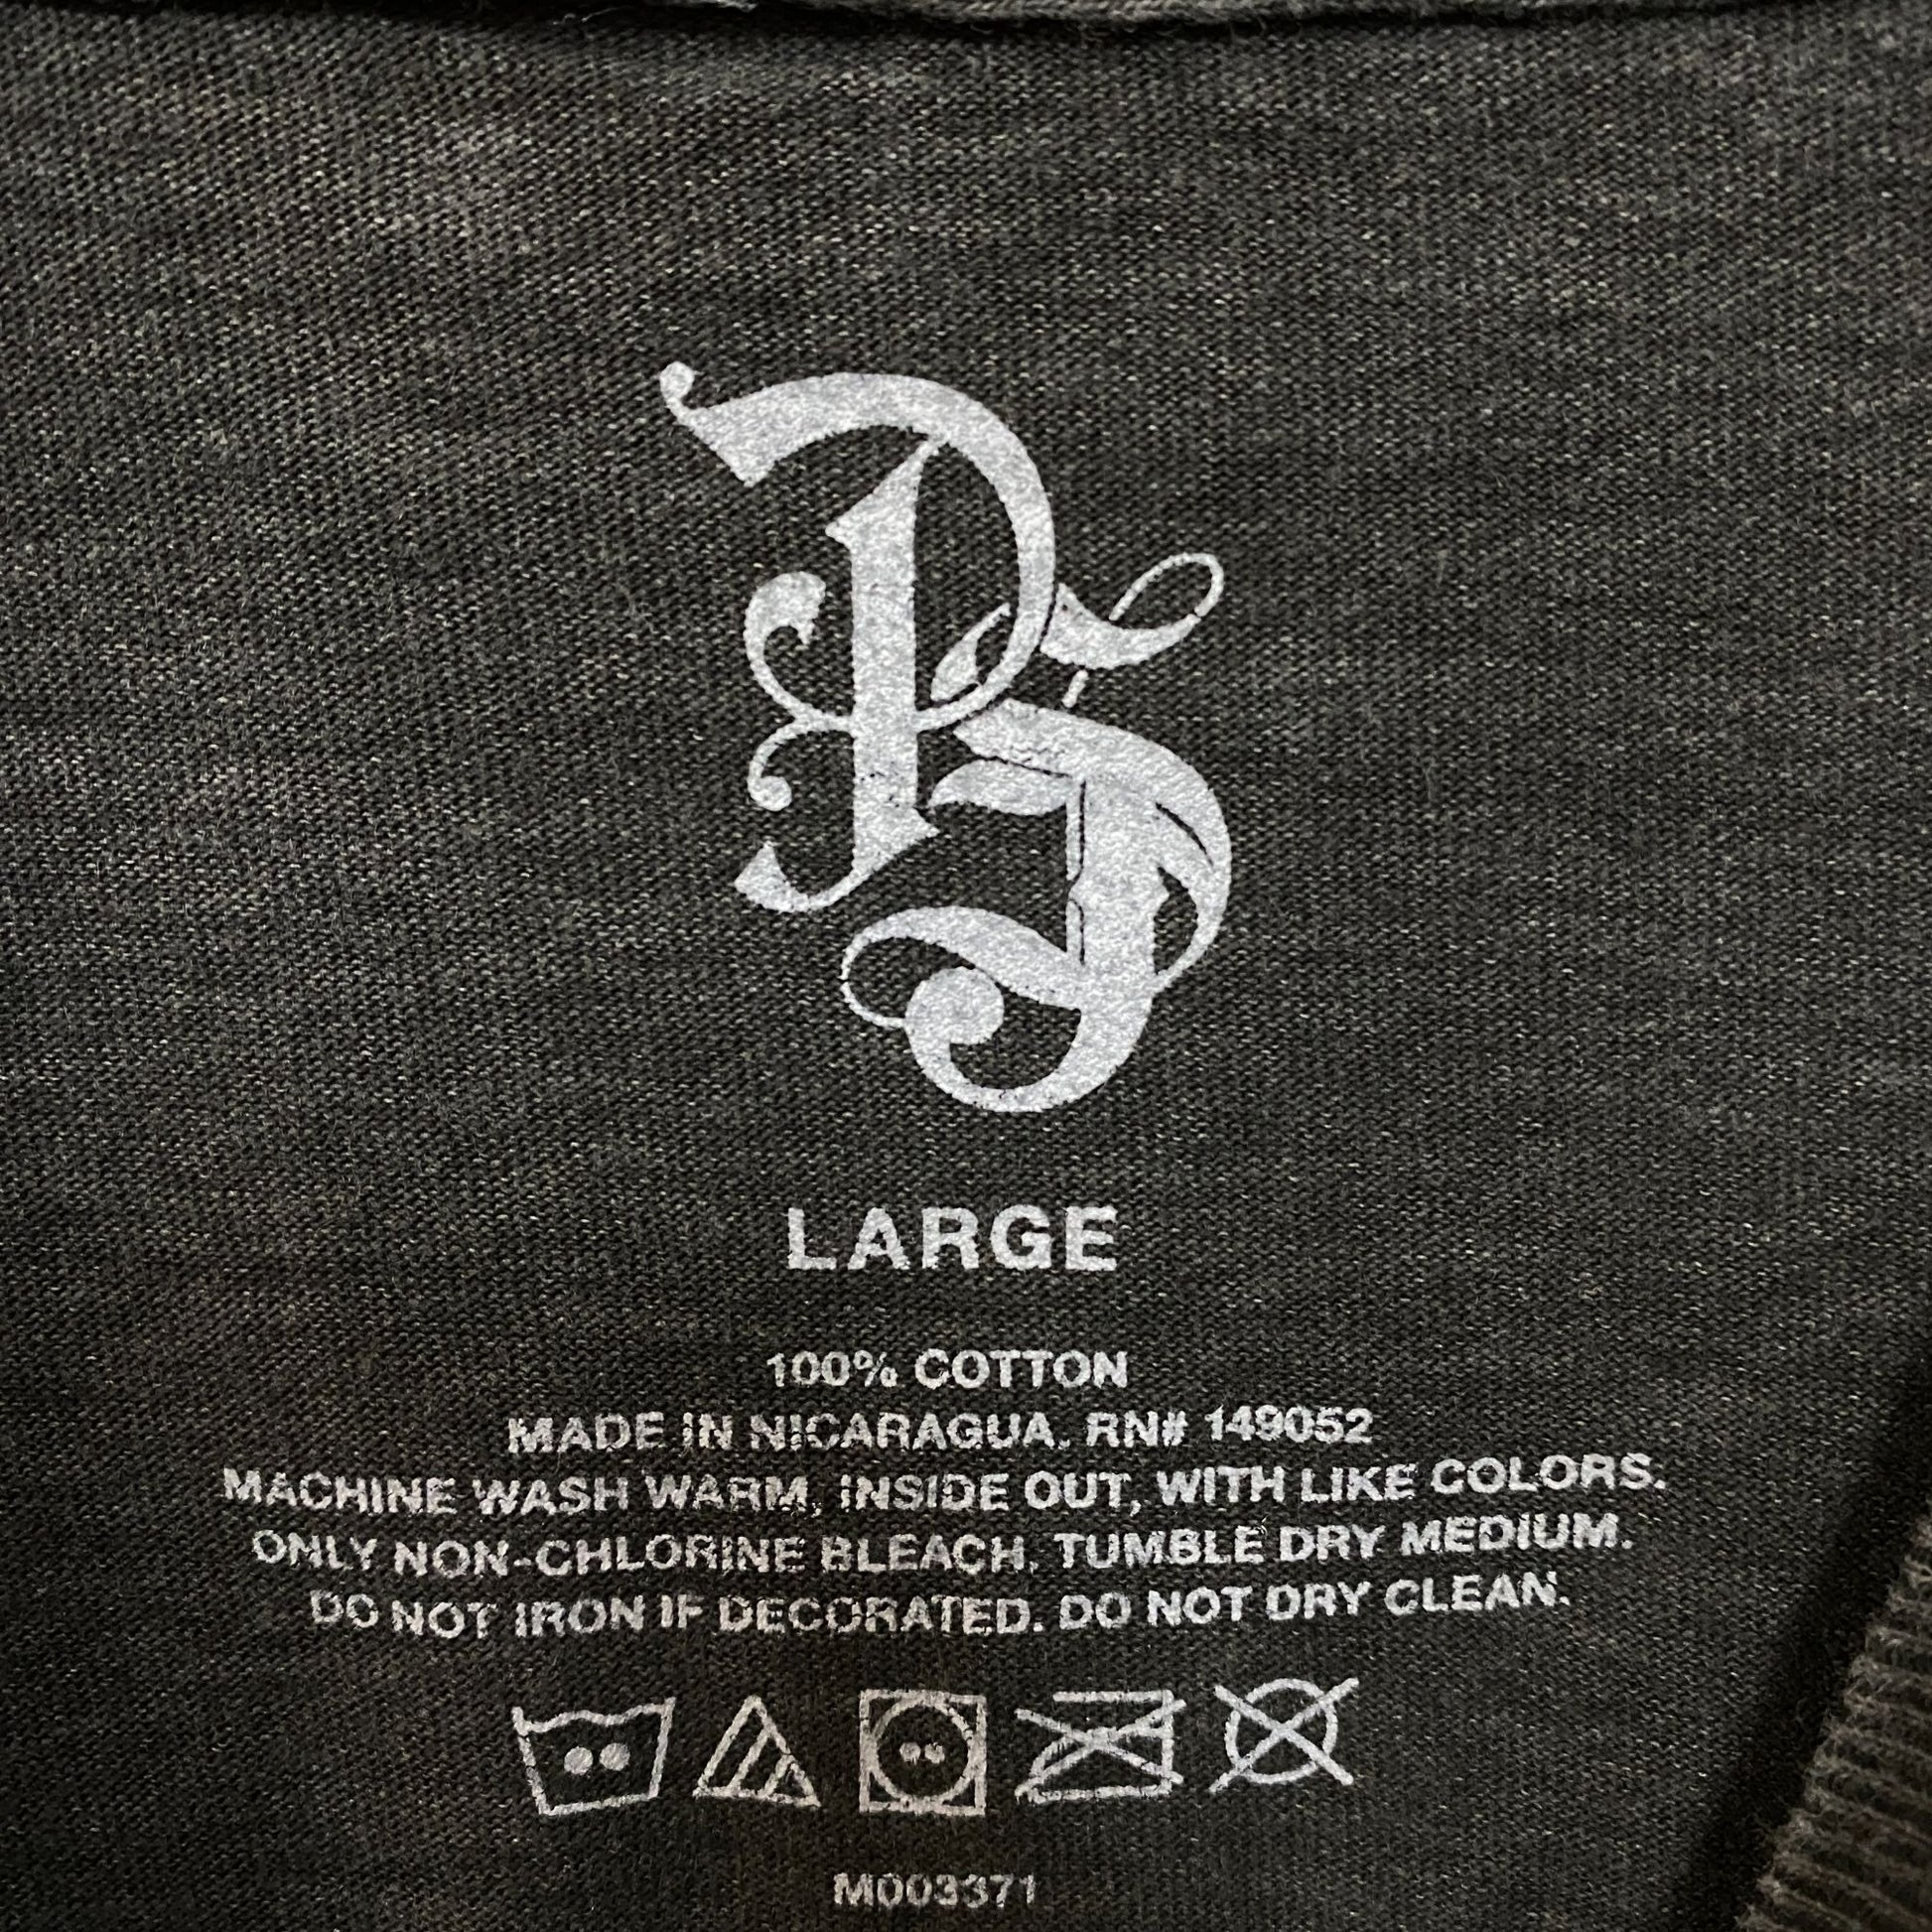 PS
LARGE
100% COTTON
MADE IN NICARAGUA. RN# 149052
MACHINE WASH WARM, INSIDE OUT, WITH LIKE COLORS.
ONLY NON-CHLORINE BLEACH. TUMBLE DRY MEDIUM.
DO NOT IRON IF DECORATED. DO NOT DRY CLEAN.
M003371